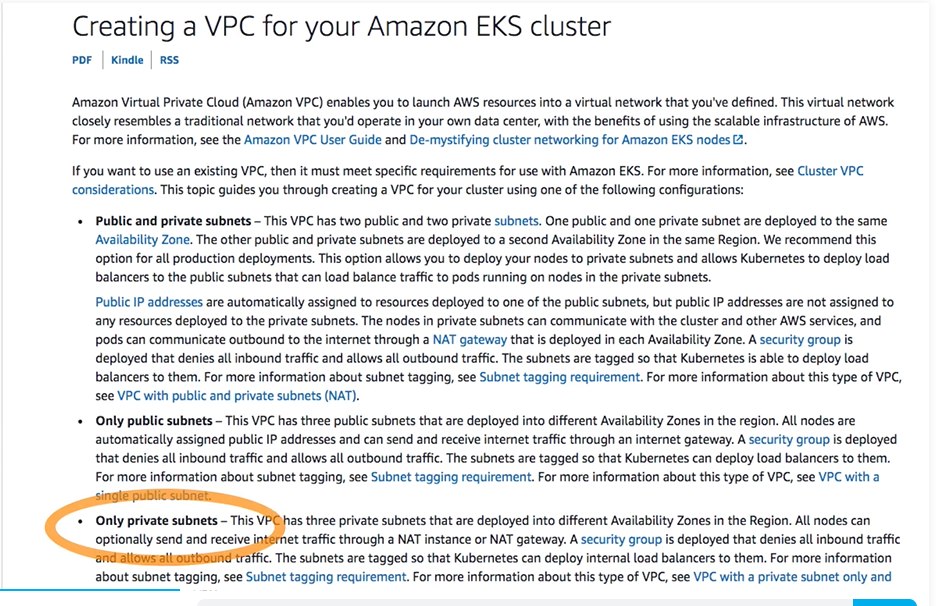 Creating a VPC for your Amazon EKS cluster
PDF Kindle RSS
Amazon Virtual Private Cloud (Amazon VPC) enables you to launch AWS resources into a virtual network that you've defined. This virtual network
closely resembles a traditional network that you'd operate in your own data center, with the benefits of using the scalable infrastructure of AWS.
For more information, see the Amazon VPC User Guide and De-mystifying cluster networking for Amazon EKS nodes.
If you want to use an existing VPC, then it must meet specific requirements for use with Amazon EKS. For more information, see Cluster VPC
considerations. This topic guides you through creating a VPC for your cluster using one of the following configurations:
• Public and private subnets – This VPC has two public and two private subnets. One public and one private subnet are deployed to the same
Availability Zone. The other public and private subnets are deployed to a second Availability Zone in the same Region. We recommend this
option for all production deployments. This option allows you to deploy your nodes to private subnets and allows Kubernetes to deploy load
balancers to the public subnets that can load balance traffic to pods running on nodes in the private subnets.
Public IP addresses are automatically assigned to resources deployed to one of the public subnets, but public IP addresses are not assigned to
any resources deployed to the private subnets. The nodes in private subnets can communicate with the cluster and other AWS services, and
pods can communicate outbound to the internet through a NAT gateway that is deployed in each Availability Zone. A security group is
deployed that denies all inbound traffic and allows all outbound traffic. The subnets are tagged so that Kubernetes is able to deploy load
balancers to them. For more information about subnet tagging, see Subnet tagging requirement. For more information about this type of VPC,
see VPC with public and private subnets (NAT).
• Only public subnets – This VPC has three public subnets that are deployed into different Availability Zones in the region. All nodes are
automatically assigned public IP addresses and can send and receive internet traffic through an internet gateway. A security group is deployed
that denies all inbound traffic and allows all outbound traffic. The subnets are tagged so that Kubernetes can deploy load balancers to them.
For more information about subnet tagging, see Subnet tagging requirement. For more information about this type of VPC, see VPC with a
single public subnet.
• Only private subnets – This VPC has three private subnets that are deployed into different Availability Zones in the Region. All nodes can
optionally send and receive internet traffic through a NAT instance or NAT gateway. A security group is deployed that denies all inbound traffic
and allows all outbound traffic. The subnets are tagged so that Kubernetes can deploy internal load balancers to them. For more information
about subnet tagging, see Subnet tagging requirement. For more information about this type of VPC, see VPC with a private subnet only and